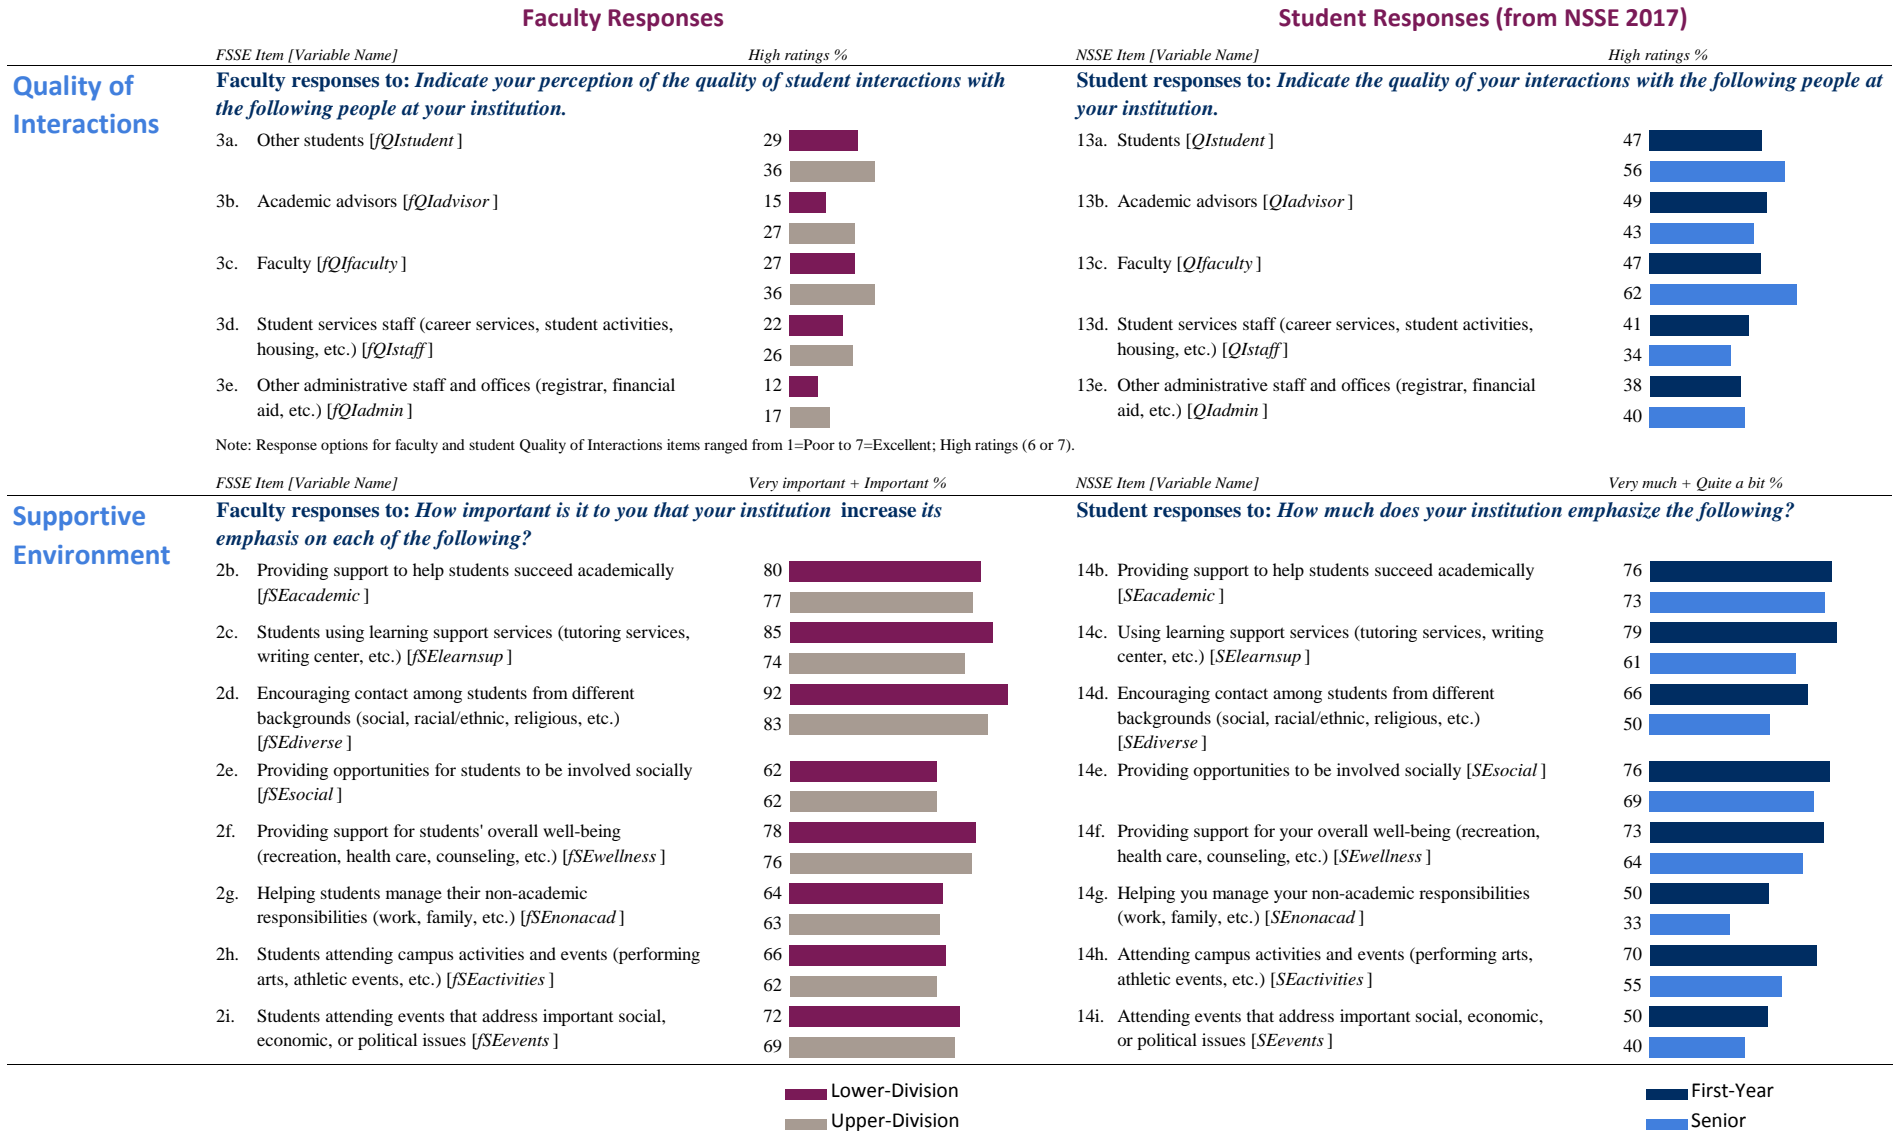 Faculty Responses
Student Responses (from NSSE 2017)
FSSE Item [Variable Name] High ratings % NSSE Item [Variable Name] High ratings %
Quality of
Interactions
Faculty responses to: Indicate your perception of the quality of student interactions with
the following people at your institution.
Student responses to: Indicate the quality of your interactions with the following people at
your institution.
3a. Other students [fQIstudent] 29
36
13a. Students [QIstudent] 47
56
3b. Academic advisors [fQIadvisor] 15
27
13b. Academic advisors [QIadvisor] 49
43
3c. Faculty [fQIfaculty] 27
36
13c. Faculty [QIfaculty] 47
62
3d. Student services staff (career services, student activities, 22
housing, etc.) [fQIstaff] 26
13d. Student services staff (career services, student activities, 41
housing, etc.) [QIstaff] 34
3e. Other administrative staff and offices (registrar, financial 12
aid, etc.) [fQIadmin] 17
13e. Other administrative staff and offices (registrar, financial 38
aid, etc.) [QIadmin] 40
Note: Response options for faculty and student Quality of Interactions items ranged from 1=Poor to 7=Excellent; High ratings (6 or 7).
FSSE Item [Variable Name] Very important + Important % NSSE Item [Variable Name] Very much + Quite a bit %
Supportive
Environment
Faculty responses to: How important is it to you that your institution increase its
emphasis on each of the following?
Student responses to: How much does your institution emphasize the following?
2b. Providing support to help students succeed academically 80
[fSEacademic] 77
14b. Providing support to help students succeed academically 76
[SEacademic] 73
2c. Students using learning support services (tutoring services, 85
writing center, etc.) [fSElearnsup] 74
14c. Using learning support services (tutoring services, writing 79
center, etc.) [SElearnsup] 61
2d. Encouraging contact among students from different 92
backgrounds (social, racial/ethnic, religious, etc.) 83
[fSEdiverse]
14d. Encouraging contact among students from different 66
backgrounds (social, racial/ethnic, religious, etc.) 50
[SEdiverse]
2e. Providing opportunities for students to be involved socially 62
[fSEsocial] 62
14e. Providing opportunities to be involved socially [SEsocial] 76
69
2f. Providing support for students' overall well-being 78
(recreation, health care, counseling, etc.) [fSEwellness] 76
14f. Providing support for your overall well-being (recreation, 73
health care, counseling, etc.) [SEwellness] 64
2g. Helping students manage their non-academic 64
responsibilities (work, family, etc.) [fSEnonacad] 63
14g. Helping you manage your non-academic responsibilities 50
(work, family, etc.) [SEnonacad] 33
2h. Students attending campus activities and events (performing 66
arts, athletic events, etc.) [fSEactivities] 62
14h. Attending campus activities and events (performing arts, 70
athletic events, etc.) [SEactivities] 55
2i. Students attending events that address important social, 72
economic, or political issues [fSEevents] 69
14i. Attending events that address important social, economic, 50
or political issues [SEevents] 40
Lower-Division
Upper-Division
First-Year
Senior